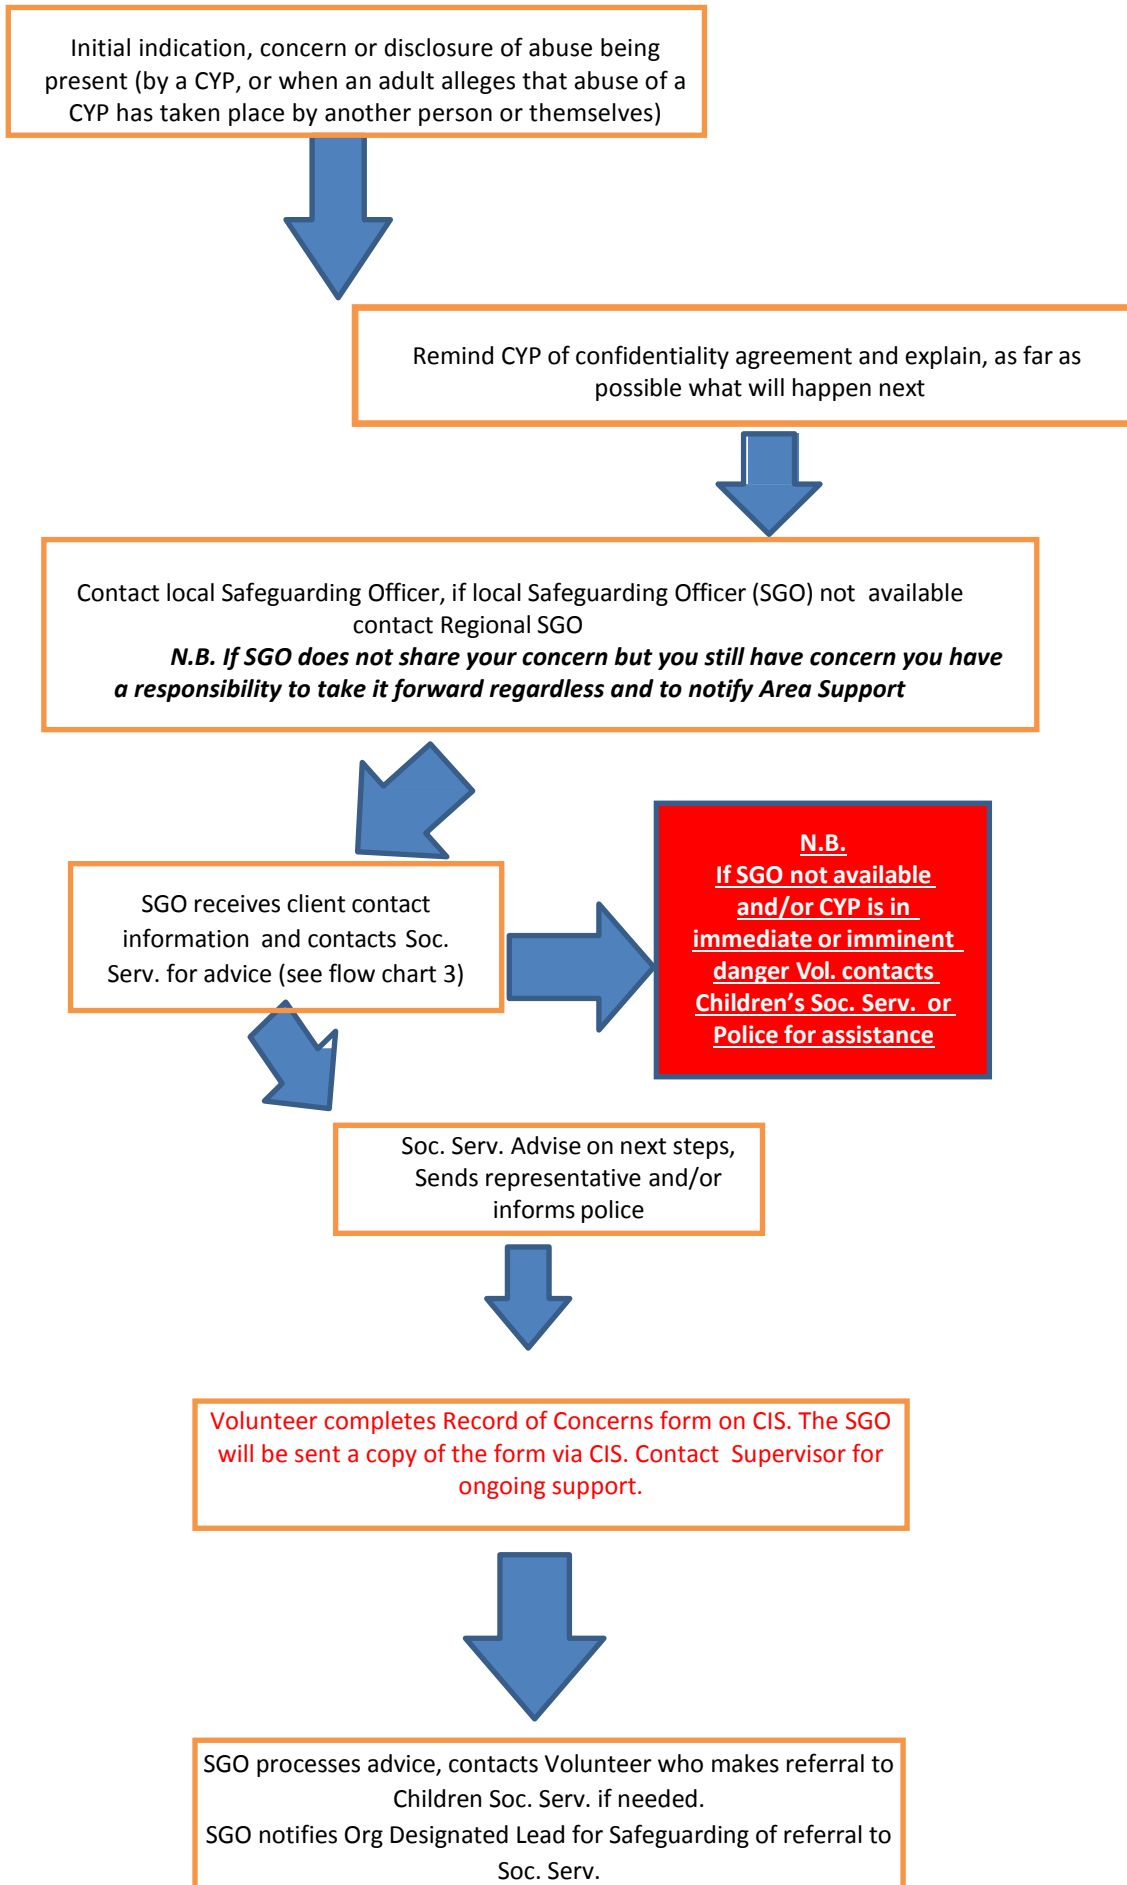 Initial indication, concern or disclosure of abuse being
present (by a CYP, or when an adult alleges that abuse of a
CYP has taken place by another person or themselves)
Remind CYP of confidentiality agreement and explain, as far as
possible what will happen next
Contact local Safeguarding Officer, if local Safeguarding Officer (SGO) not available
contact Regional SGO
N.B. If SGO does not share your concern but you still have concern you have
a responsibility to take it forward regardless and to notify Area Support
SGO receives client contact
information and contacts Soc.
Serv. for advice (see flow chart 3)
N.B.
If SGO not available
and/or CYP is in
immediate or imminent
danger Vol. contacts
Children's Soc. Serv. or
Police for assistance
Soc. Serv. Advise on next steps,
Sends representative and/or
informs police
Volunteer completes Record of Concerns form on CIS. The SGO
will be sent a copy of the form via CIS. Contact Supervisor for
ongoing support.
SGO processes advice, contacts Volunteer who makes referral to
Children Soc. Serv. if needed.
SGO notifies Org Designated Lead for Safeguarding of referral to
Soc. Serv.